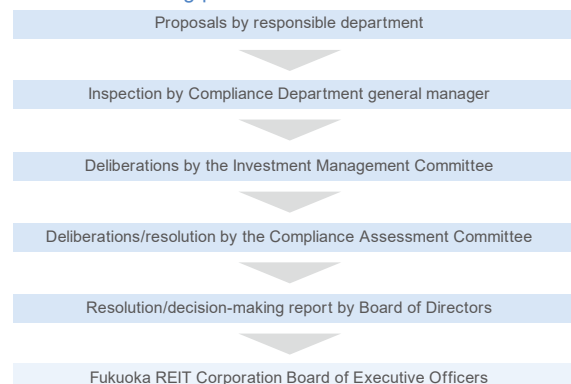 Proposals by responsible department
Inspection by Compliance Department general manager
Deliberations by the Investment Management Committee
Deliberations/resolution by the Compliance Assessment Committee
Resolution/decision-making report by Board of Directors
Fukuoka REIT Corporation Board of Executive Officers